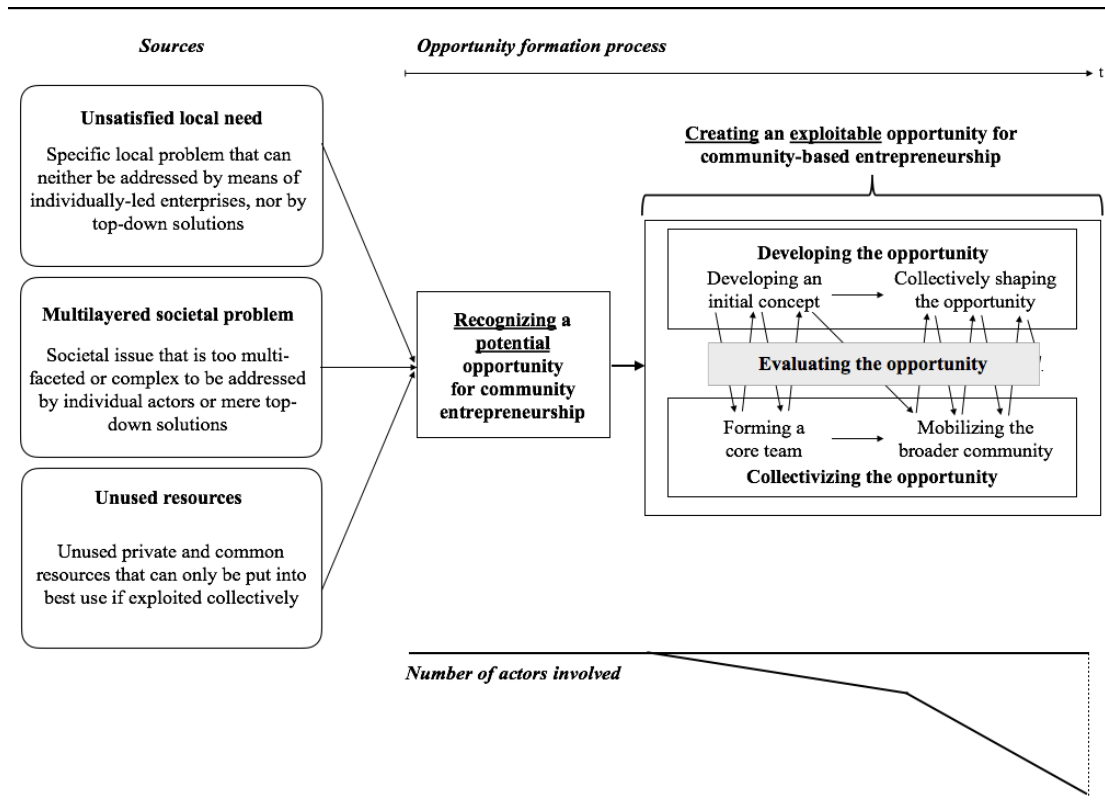 Sources
Opportunity formation process
t
Unsatisfied local need
Specific local problem that can
neither be addressed by means of
individually-led enterprises, nor by
top-down solutions
Multilayered societal problem
Societal issue that is too multi-
faceted or complex to be addressed
by individual actors or mere top-
down solutions
Unused resources
Unused private and common
resources that can only be put into
best use if exploited collectively
Recognizing a
potential
opportunity
for community
entrepreneurship
Creating an exploitable opportunity for
community-based entrepreneurship
Developing the opportunity
Developing an
initial concept
Collectively shaping
the opportunity
Evaluating the opportunity
Forming a
core team
Mobilizing the
broader community
Collectivizing the opportunity
Number of actors involved